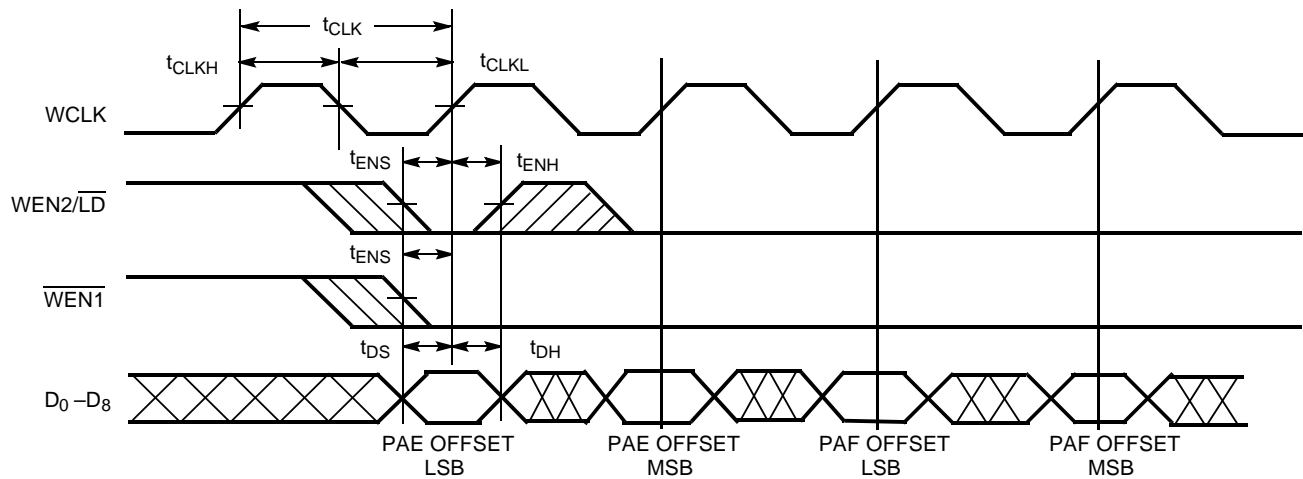 tCLK
tCLKH
tCLKL
WCLK
tENS
tENH
WEN2/LD
tENS
WEN1
tDS
tDH
D0 –D8
PAE OFFSET
LSB
PAE OFFSET
MSB
PAF OFFSET
LSB
PAF OFFSET
MSB